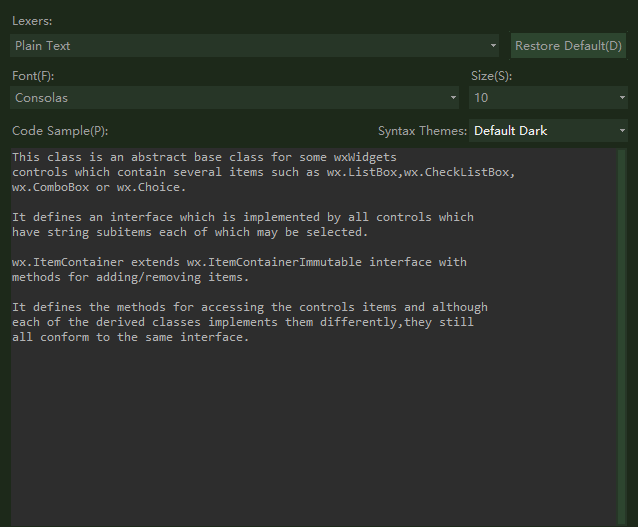 Lexers:
Plain Text
Restore Default(D)
Font(F):
Size(S):
Consolas
10
Code Sample(P):
Syntax Themes:
Default Dark
This class is an abstract base class for some wxWidgets
controls which contain several items such as wx.ListBox,wx.CheckListBox,
wx.ComboBox or wx.Choice.
It defines an interface which is implemented by all controls which
have string subitems each of which may be selected.
wx.ItemContainer extends wx.ItemContainerImmutable interface with
methods for adding/removing items.
It defines the methods for accessing the controls items and although
each of the derived classes implements them differently,they still
all conform to the same interface.